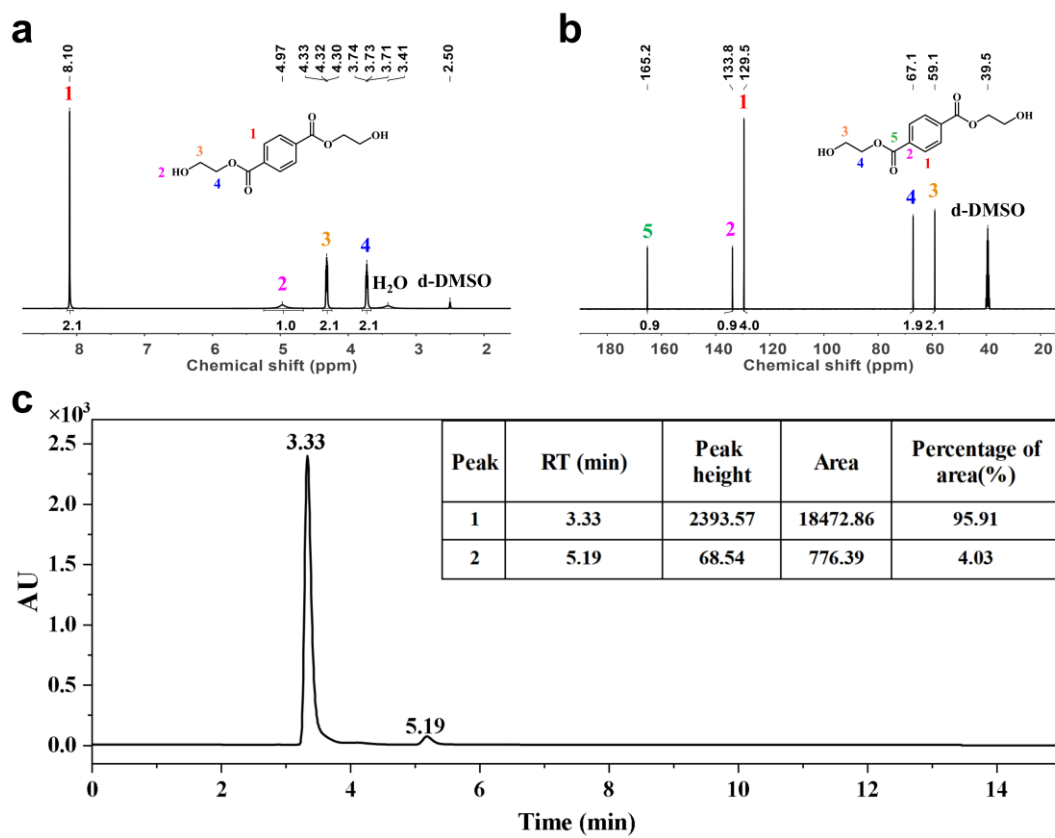 a
8.10
4.97
4.33
4.32
4.30
3.74
3.73
3.71
3.41
2.50
1
O
OH
1
O
3
2 HO
4
O
O
2
3
4
H₂O
d-DMSO
2.1
1.0
2.1
2.1
8 7 6 5 4 3 2
Chemical shift (ppm)
b
165.2
133.8
129.5
67.1
59.1
39.5
1
O
OH
3
5
O
HO
4
O
2
1
O
5
2
4
3
d-DMSO
0.9
0.9
4.0
1.9
2.1
180 160 140 120 100 80 60 40 20
Chemical shift (ppm)
c
×10³
2.5
2.0
1.5
1.0
0.5
0.0
AU
3.33
5.19
Peak RT (min) Peak height Area Percentage of area(%)
1 3.33 2393.57 18472.86 95.91
2 5.19 68.54 776.39 4.03
0 2 4 6 8 10 12 14
Time (min)